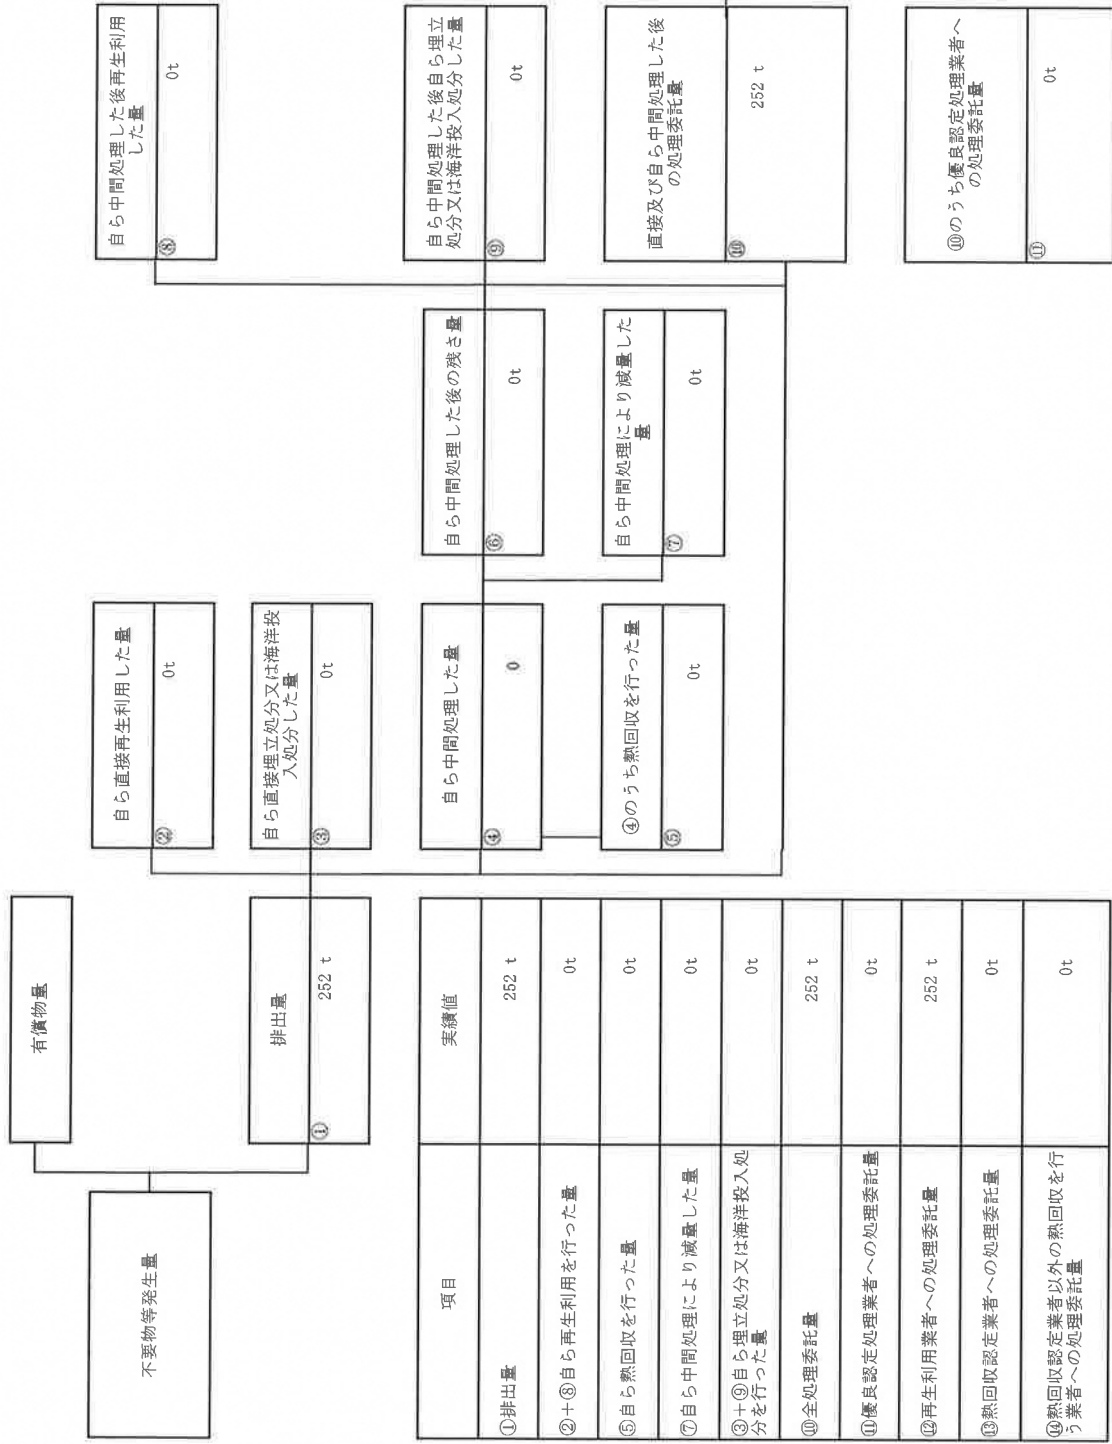 不要物等発生量
有償物量
排出量
①
252 t
自ら直接再生利用した量
②
0t
自ら直接埋立処分又は海洋投
入処分した量
③
0t
自ら中間処理した量
④
0
④のうち熱回収を行った量
⑤
0t
自ら中間処理した後の残さ量
⑥
0t
自ら中間処理により減量した
量
⑦
0t
自ら中間処理した後再生利用
した量
⑧
0t
自ら中間処理した後自ら埋立
処分又は海洋投入処分した量
⑨
0t
直接及び自ら中間処理した後
の処理委託量
⑩
252 t
⑩のうち優良認定処理業者へ
の処理委託量
⑪
0t
項目 実績値
①排出量 252 t
②+⑧自ら再生利用を行った量 0t
⑤自ら熱回収を行った量 0t
⑦自ら中間処理により減量した量 0t
③+⑨自ら埋立処分又は海洋投入処
分を行った量 0t
⑩全処理委託量 252 t
⑪優良認定処理業者への処理委託量 0t
⑫再生利用業者への処理委託量 252 t
⑬熱回収認定業者への処理委託量 0t
⑭熱回収認定業者以外の熱回収を行
う業者への処理委託量 0t